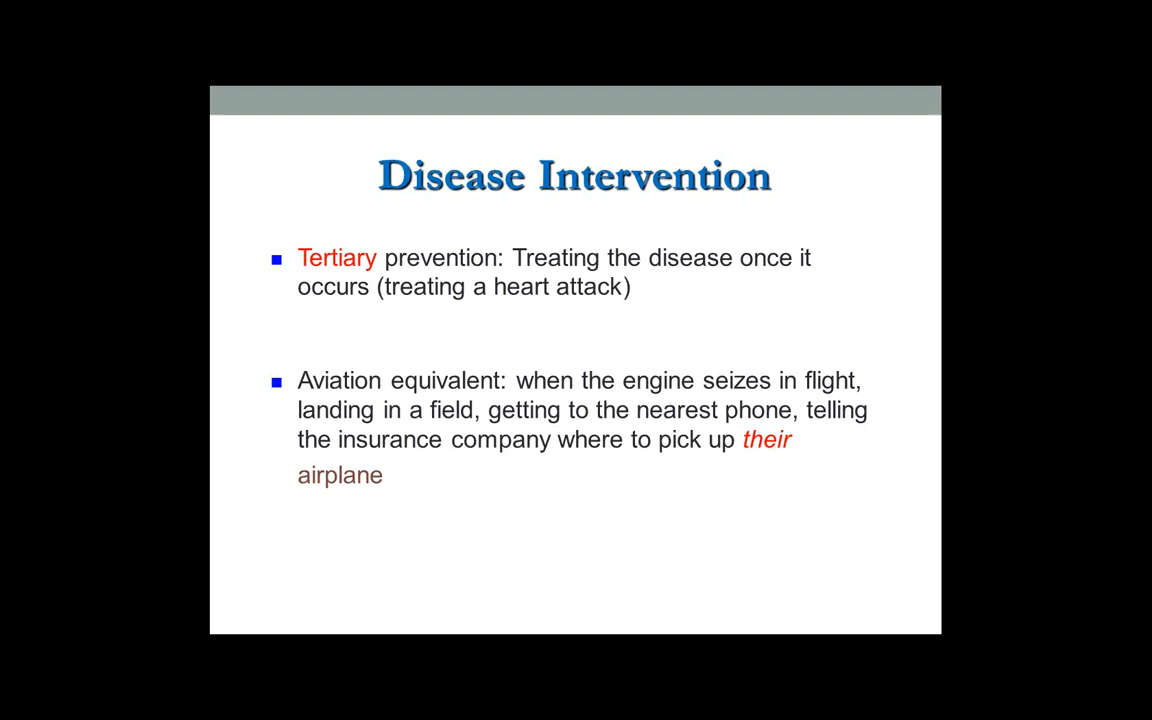 Disease Intervention
Tertiary prevention: Treating the disease once it
occurs (treating a heart attack)
Aviation equivalent: when the engine seizes in flight,
landing in a field, getting to the nearest phone, telling
the insurance company where to pick up their
airplane